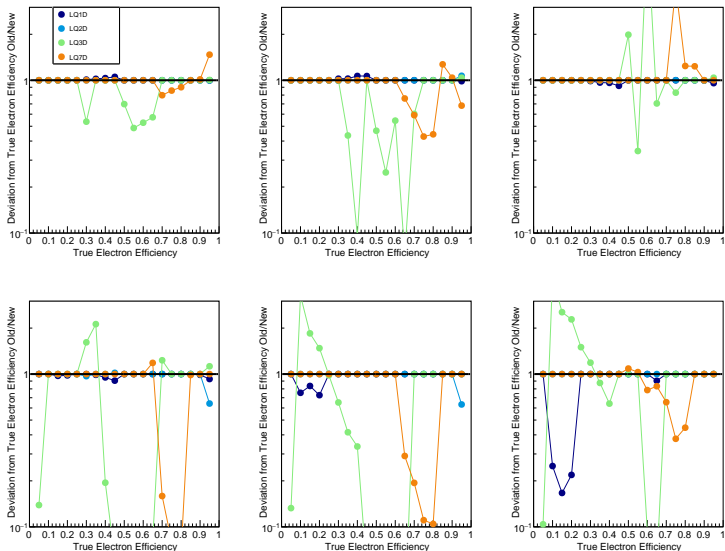 LQ1D
LQ2D
LQ3D
LQ7D
Deviation from True Electron Efficiency Old/New
1
10⁻¹
0 0.1 0.2 0.3 0.4 0.5 0.6 0.7 0.8 0.9 1
True Electron Efficiency
Deviation from True Electron Efficiency Old/New
1
10⁻¹
0 0.1 0.2 0.3 0.4 0.5 0.6 0.7 0.8 0.9 1
True Electron Efficiency
Deviation from True Electron Efficiency Old/New
1
10⁻¹
0 0.1 0.2 0.3 0.4 0.5 0.6 0.7 0.8 0.9 1
True Electron Efficiency
Deviation from True Electron Efficiency Old/New
1
10⁻¹
0 0.1 0.2 0.3 0.4 0.5 0.6 0.7 0.8 0.9 1
True Electron Efficiency
Deviation from True Electron Efficiency Old/New
1
10⁻¹
0 0.1 0.2 0.3 0.4 0.5 0.6 0.7 0.8 0.9 1
True Electron Efficiency
Deviation from True Electron Efficiency Old/New
1
10⁻¹
0 0.1 0.2 0.3 0.4 0.5 0.6 0.7 0.8 0.9 1
True Electron Efficiency